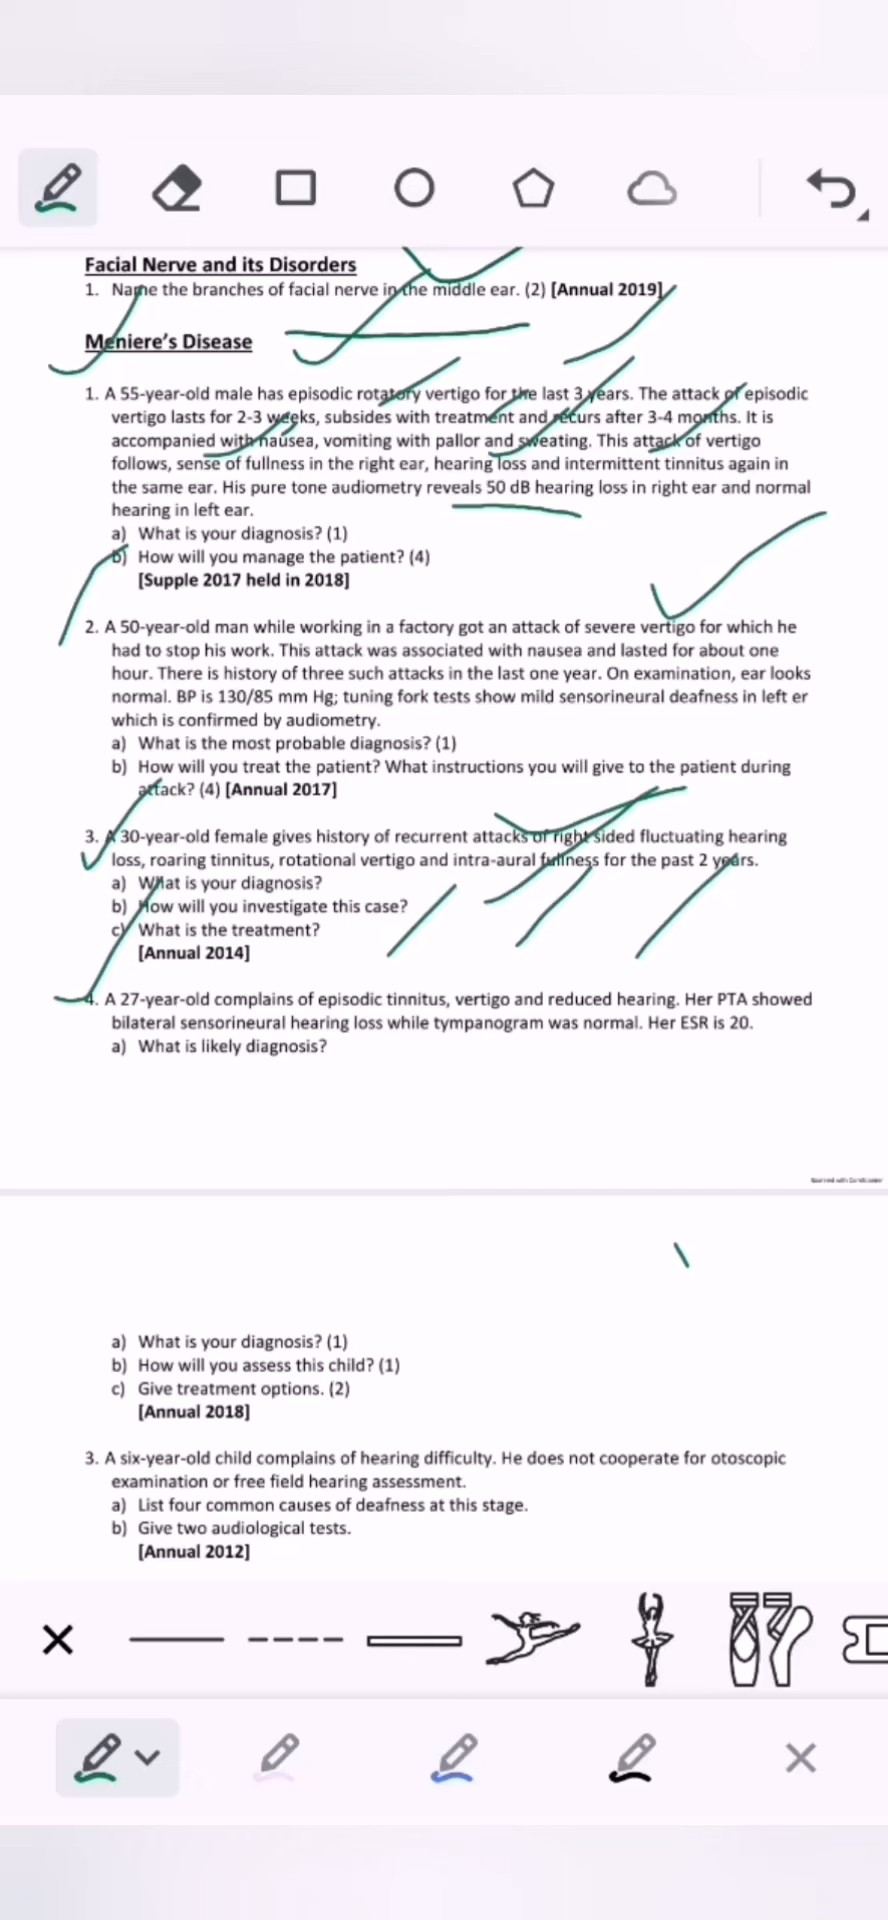 Facial Nerve and its Disorders
1. Name the branches of facial nerve in the middle ear. (2) [Annual 2019]
Meniere's Disease
1. A 55-year-old male has episodic rotatory vertigo for the last 3 years. The attack of episodic
vertigo lasts for 2-3 weeks, subsides with treatment and recurs after 3-4 months. It is
accompanied with nausea, vomiting with pallor and sweating. This attack of vertigo
follows, sense of fullness in the right ear, hearing loss and intermittent tinnitus again in
the same ear. His pure tone audiometry reveals 50 dB hearing loss in right ear and normal
hearing in left ear.
a) What is your diagnosis? (1)
b) How will you manage the patient? (4)
[Supple 2017 held in 2018]
2. A 50-year-old man while working in a factory got an attack of severe vertigo for which he
had to stop his work. This attack was associated with nausea and lasted for about one
hour. There is history of three such attacks in the last one year. On examination, ear looks
normal. BP is 130/85 mm Hg; tuning fork tests show mild sensorineural deafness in left er
which is confirmed by audiometry.
a) What is the most probable diagnosis? (1)
b) How will you treat the patient? What instructions you will give to the patient during
attack? (4) [Annual 2017]
3. A 30-year-old female gives history of recurrent attacks of right sided fluctuating hearing
loss, roaring tinnitus, rotational vertigo and intra-aural fullness for the past 2 years.
a) What is your diagnosis?
b) How will you investigate this case?
c) What is the treatment?
[Annual 2014]
4. A 27-year-old complains of episodic tinnitus, vertigo and reduced hearing. Her PTA showed
bilateral sensorineural hearing loss while tympanogram was normal. Her ESR is 20.
a) What is likely diagnosis?
Scanned with CamScanner
a) What is your diagnosis? (1)
b) How will you assess this child? (1)
c) Give treatment options. (2)
[Annual 2018]
3. A six-year-old child complains of hearing difficulty. He does not cooperate for otoscopic
examination or free field hearing assessment.
a) List four common causes of deafness at this stage.
b) Give two audiological tests.
[Annual 2012]